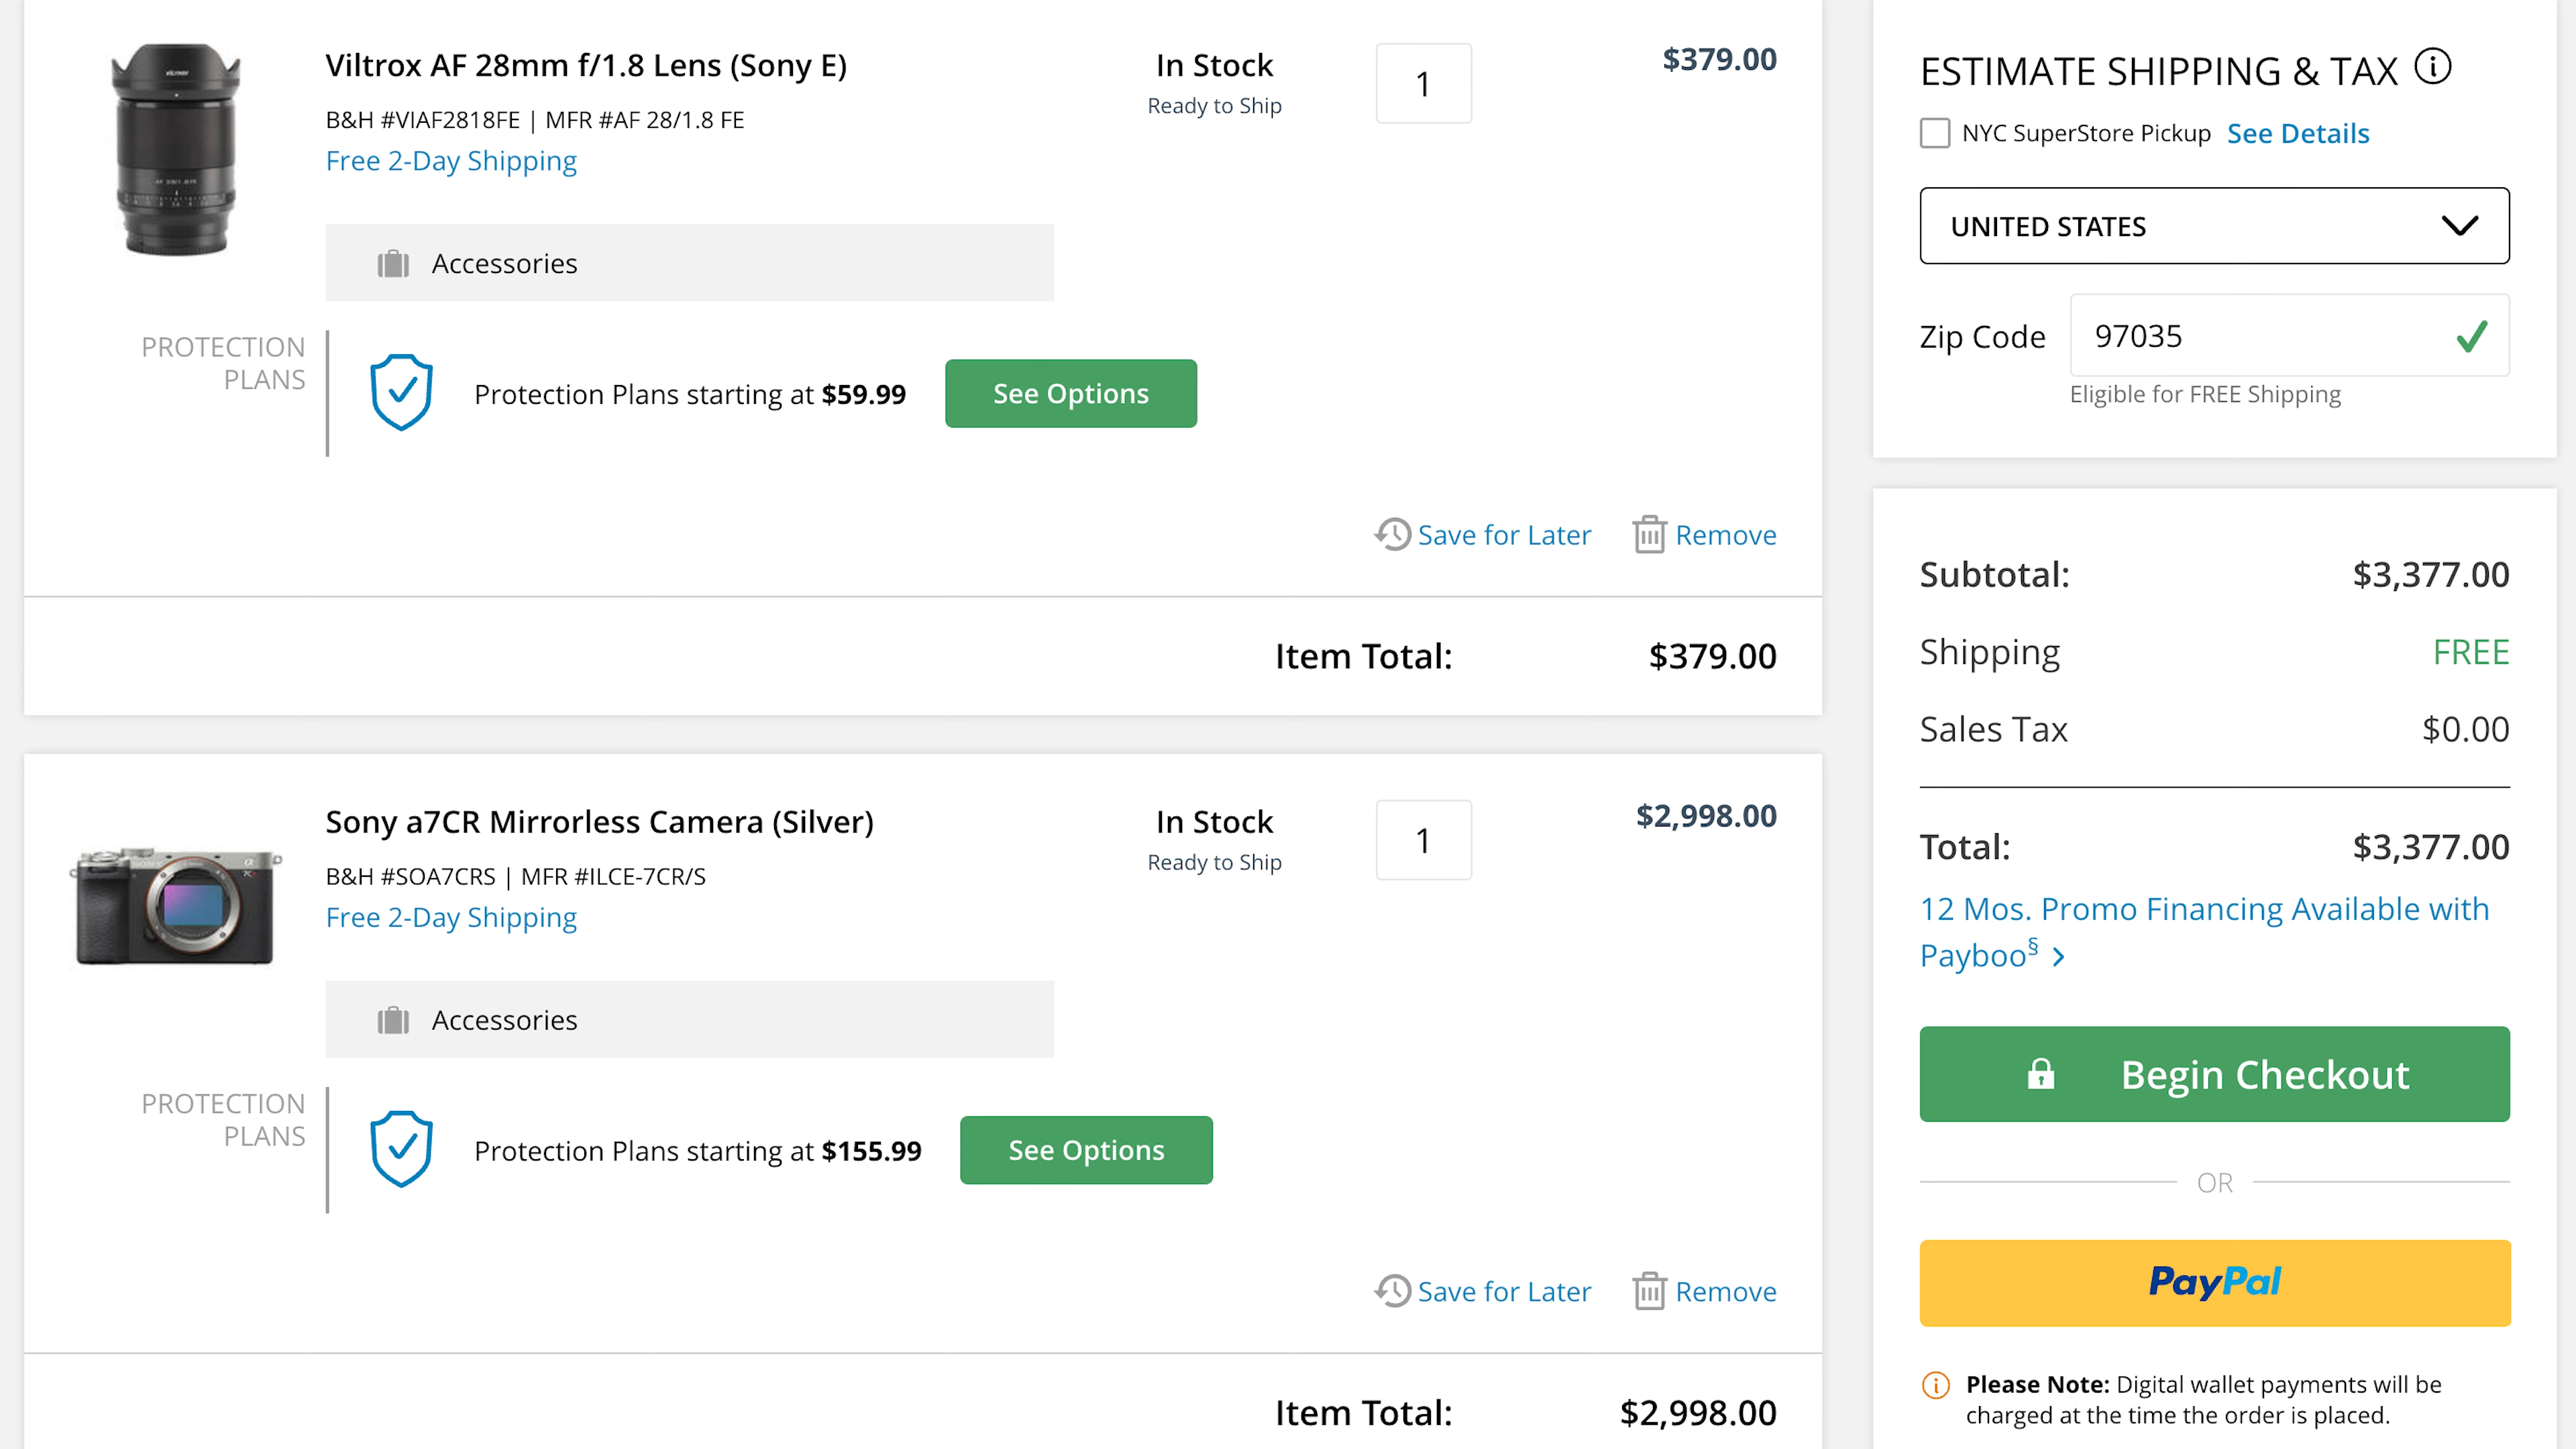 Viltrox AF 28mm f/1.8 Lens (Sony E)
In Stock
1
$379.00
B&H #VIAF2818FE | MFR #AF 28/1.8 FE
Ready to Ship
Free 2-Day Shipping
Accessories
PROTECTION
PLANS
Protection Plans starting at $59.99
See Options
Save for Later
Remove
Item Total:
$379.00
Sony a7CR Mirrorless Camera (Silver)
In Stock
1
$2,998.00
B&H #SOA7CRS | MFR #ILCE-7CR/S
Ready to Ship
Free 2-Day Shipping
Accessories
PROTECTION
PLANS
Protection Plans starting at $155.99
See Options
Save for Later
Remove
Item Total:
$2,998.00
ESTIMATE SHIPPING & TAX
NYC SuperStore Pickup See Details
UNITED STATES
Zip Code 97035
Eligible for FREE Shipping
Subtotal: $3,377.00
Shipping FREE
Sales Tax $0.00
Total: $3,377.00
12 Mos. Promo Financing Available with
Payboo§ >
Begin Checkout
OR
PayPal
Please Note: Digital wallet payments will be
charged at the time the order is placed.